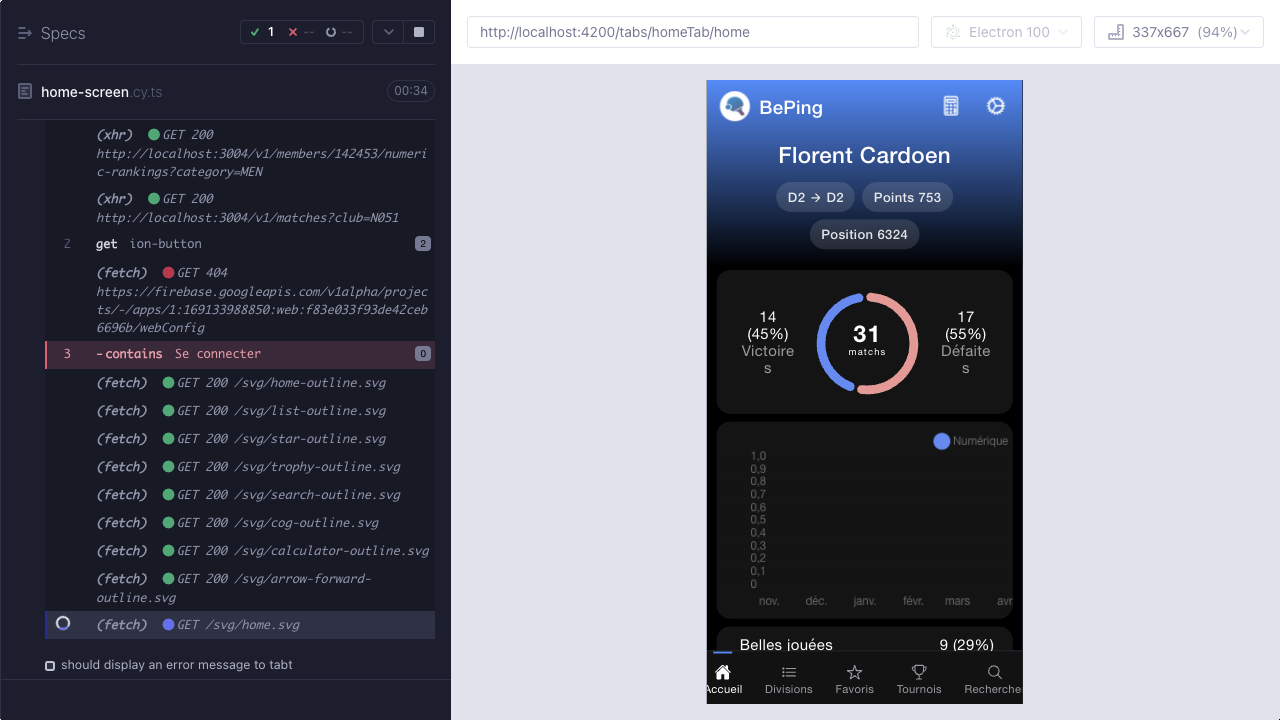 Specs
1
--
--
http://localhost:4200/tabs/homeTab/home
Electron 100
337x667 (94%)
home-screen.cy.ts
00:34
(xhr) GET 200
http://localhost:3004/v1/members/142453/numeri
c-rankings?category=MEN
(xhr) GET 200
http://localhost:3004/v1/matches?club=N051
2 get ion-button 2
(fetch) GET 404
https://firebase.googleapis.com/v1alpha/projec
ts/-/apps/1:169133988850:web:f83e033f93de42ceb
6696b/webConfig
3 -contains Se connecter 0
(fetch) GET 200 /svg/home-outline.svg
(fetch) GET 200 /svg/list-outline.svg
(fetch) GET 200 /svg/star-outline.svg
(fetch) GET 200 /svg/trophy-outline.svg
(fetch) GET 200 /svg/search-outline.svg
(fetch) GET 200 /svg/cog-outline.svg
(fetch) GET 200 /svg/calculator-outline.svg
(fetch) GET 200 /svg/arrow-forward-
outline.svg
(fetch) GET /svg/home.svg
should display an error message to tabt
BePing
Florent Cardoen
D2 → D2
Points 753
Position 6324
14
(45%)
Victoire
s
31
matchs
17
(55%)
Défaite
s
Numérique
1,0
0,9
0,8
0,7
0,6
0,5
0,4
0,3
0,2
0,1
0
nov. déc. janv. févr. mars avr
Belles jouées 9 (29%)
Accueil Divisions Favoris Tournois Recherche